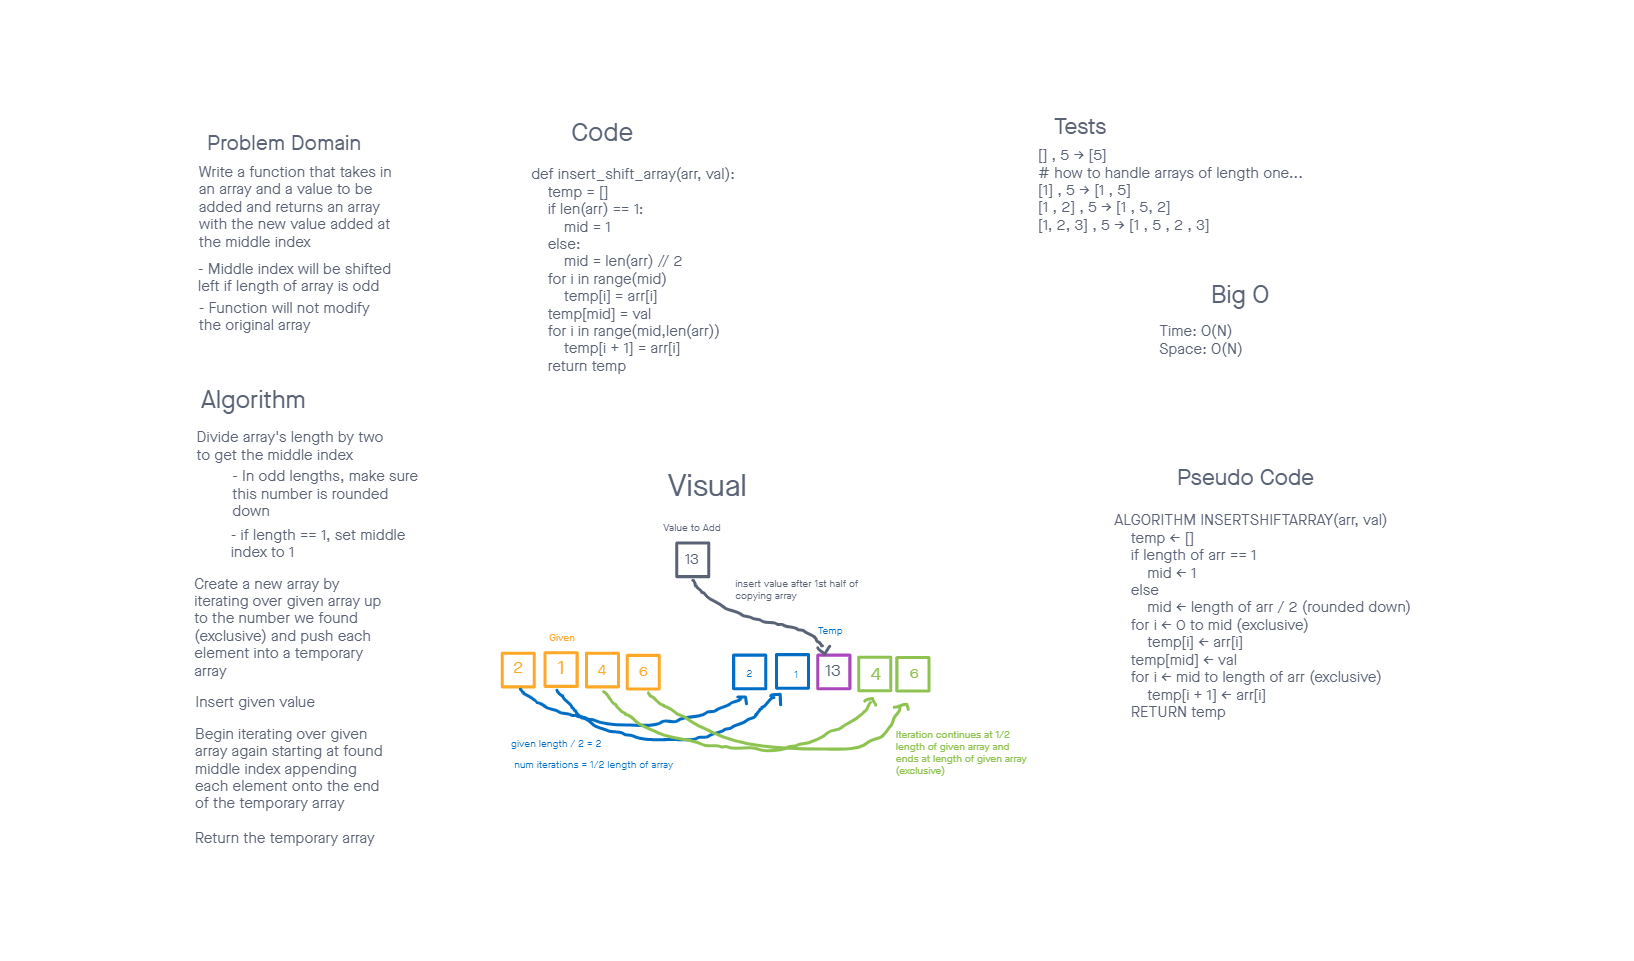 Problem Domain
Write a function that takes in
an array and a value to be
added and returns an array
with the new value added at
the middle index
- Middle index will be shifted
left if length of array is odd
- Function will not modify
the original array
Algorithm
Divide array's length by two
to get the middle index
- In odd lengths, make sure
this number is rounded
down
- if length == 1, set middle
index to 1
Create a new array by
iterating over given array up
to the number we found
(exclusive) and push each
element into a temporary
array
Insert given value
Begin iterating over given
array again starting at found
middle index appending
each element onto the end
of the temporary array
Return the temporary array
Code
def insert_shift_array(arr, val):
    temp = []
    if len(arr) == 1:
        mid = 1
    else:
        mid = len(arr) // 2
    for i in range(mid)
        temp[i] = arr[i]
    temp[mid] = val
    for i in range(mid,len(arr))
        temp[i + 1] = arr[i]
    return temp
Visual
Value to Add
13
insert value after 1st half of
copying array
Given
Temp
2 1 4 6
2 1 13 4 6
given length / 2 = 2
num iterations = 1/2 length of array
Iteration continues at 1/2
length of given array and
ends at length of given array
(exclusive)
Tests
[] , 5 → [5]
# how to handle arrays of length one...
[1] , 5 → [1 , 5]
[1 , 2] , 5 → [1 , 5, 2]
[1, 2, 3] , 5 → [1 , 5 , 2 , 3]
Big O
Time: O(N)
Space: O(N)
Pseudo Code
ALGORITHM INSERTSHIFTARRAY(arr, val)
    temp ← []
    if length of arr == 1
        mid ← 1
    else
        mid ← length of arr / 2 (rounded down)
    for i ← 0 to mid (exclusive)
        temp[i] ← arr[i]
    temp[mid] ← val
    for i ← mid to length of arr (exclusive)
        temp[i + 1] ← arr[i]
    RETURN temp